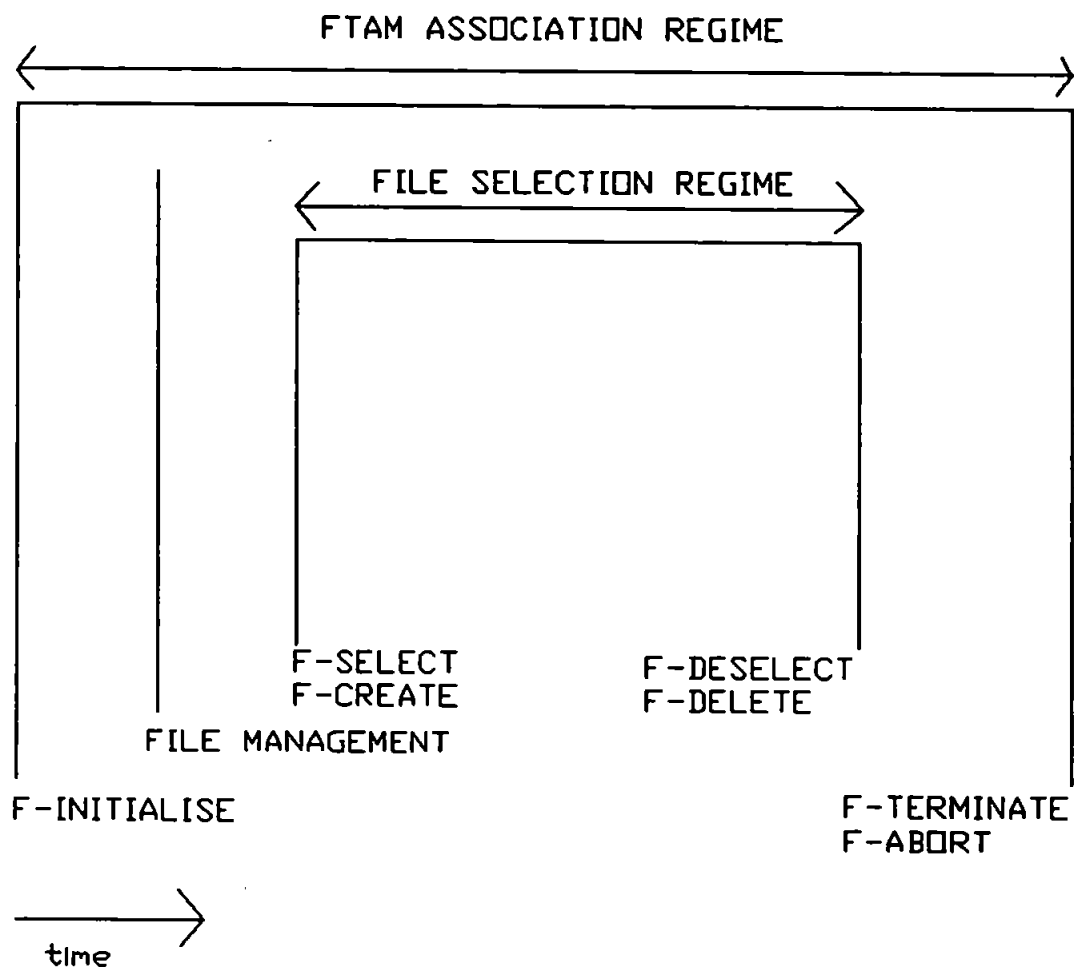 FTAM ASSOCIATION REGIME
FILE SELECTION REGIME
F-SELECT
F-CREATE
F-DESELECT
F-DELETE
FILE MANAGEMENT
F-INITIALISE
F-TERMINATE
F-ABORT
time